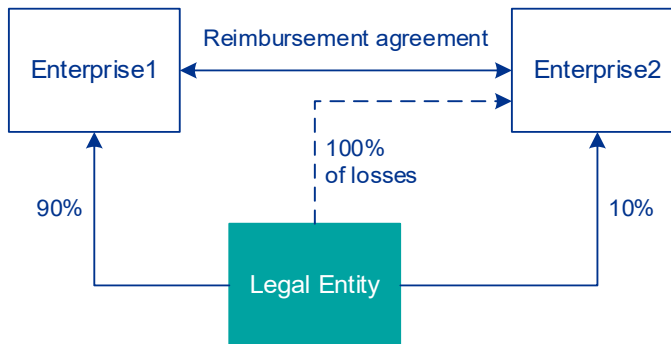 Reimbursement agreement
Enterprise1
Enterprise2
100%
of losses
90%
10%
Legal Entity